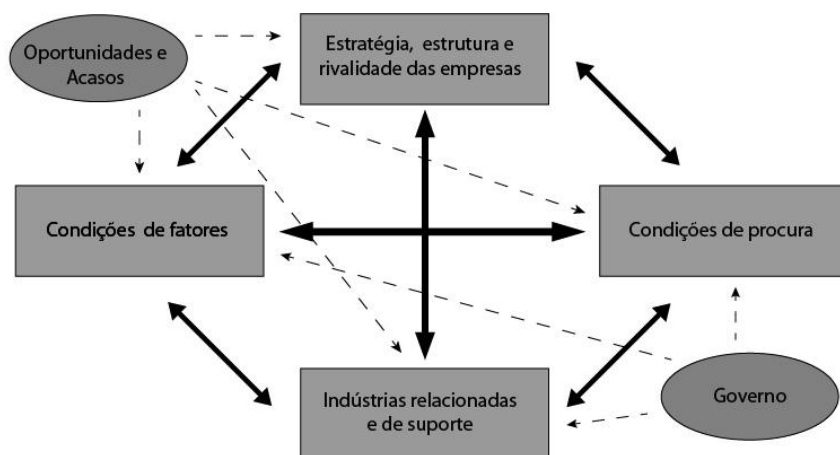 Oportunidades e
Acasos
Estratégia, estrutura e
rivalidade das empresas
Condições de fatores
Condições de procura
Indústrias relacionadas
e de suporte
Governo